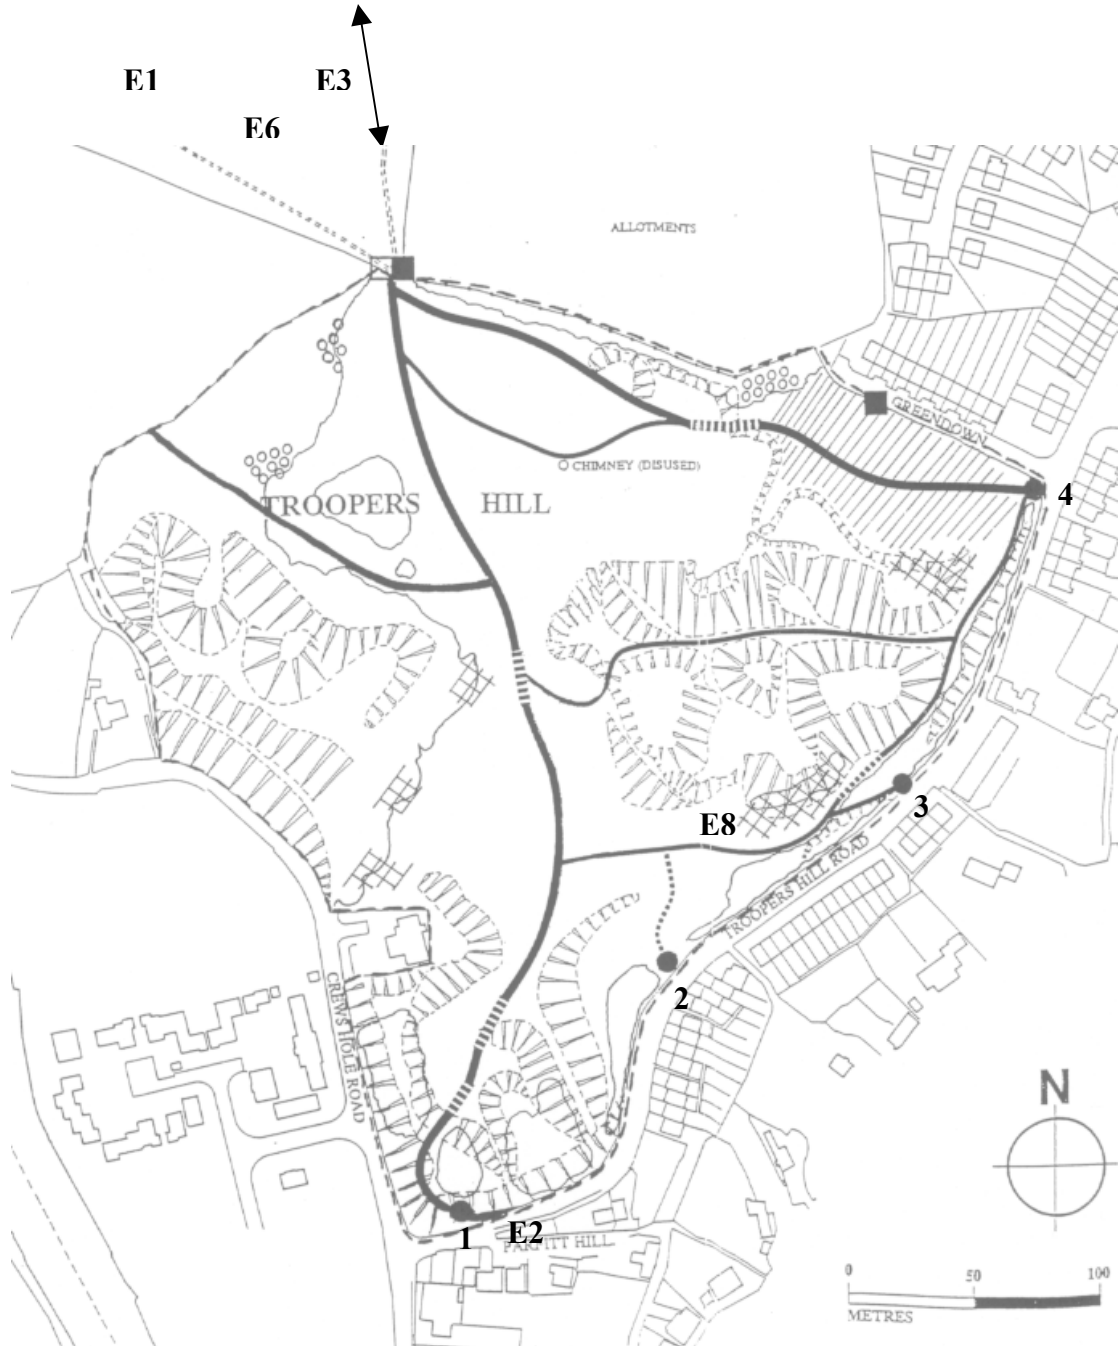 E1
E3
E6
ALLOTMENTS
GREENDOWN
CHIMNEY (DISUSED)
TROOPERS HILL
4
3
E8
TROOPERS HILL ROAD
2
CREWS HOLE ROAD
N
1
E2
PARFITT HILL
0 50 100
METRES